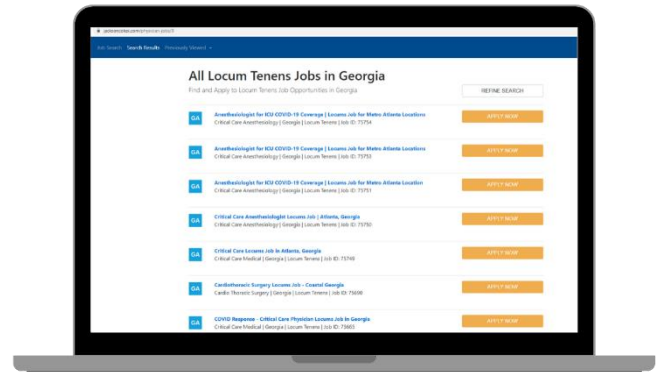 Job Search Search Results Previously Viewed
All Locum Tenens Jobs in Georgia
Find and Apply to Locum Tenens Job Opportunities in Georgia
REFINE SEARCH
GA
Anesthesiologist for ICU COVID-19 Coverage | Locums Job for Metro Atlanta Locations
Critical Care Anesthesiology | Georgia | Locum Tenens | Job ID: 75754
APPLY NOW
GA
Anesthesiologist for ICU COVID-19 Coverage | Locums Job for Metro Atlanta Locations
Critical Care Anesthesiology | Georgia | Locum Tenens | Job ID: 75753
APPLY NOW
GA
Anesthesiologist for ICU COVID-19 Coverage | Locums Job for Metro Atlanta Location
Critical Care Anesthesiology | Georgia | Locum Tenens | Job ID: 75751
APPLY NOW
GA
Critical Care Anesthesiologist Locums Job | Atlanta, Georgia
Critical Care Anesthesiology | Georgia | Locum Tenens | Job ID: 75750
APPLY NOW
GA
Critical Care Locums Job in Atlanta, Georgia
Critical Care Medical | Georgia | Locum Tenens | Job ID: 75749
APPLY NOW
GA
Cardiothoracic Surgery Locums Job - Coastal Georgia
Cardio Thoracic Surgery | Georgia | Locum Tenens | Job ID: 75698
APPLY NOW
GA
COVID Response - Critical Care Physician Locums Job in Georgia
Critical Care Medical | Georgia | Locum Tenens | Job ID: 75665
APPLY NOW